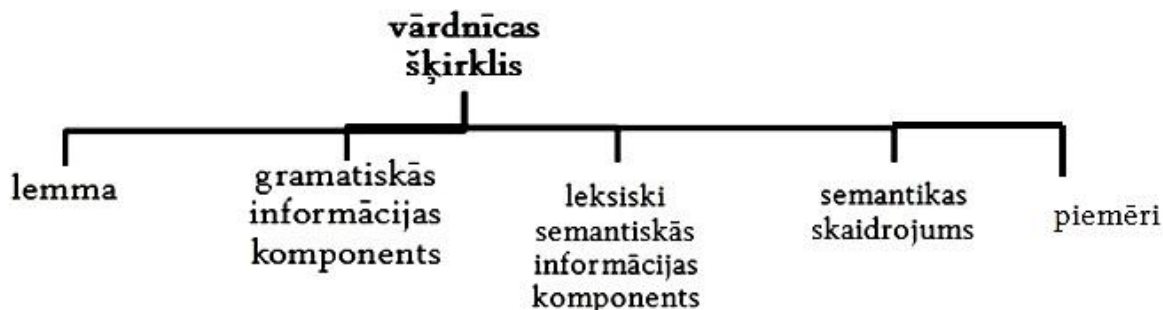 vārdnīcas
šķirklis
lemma
gramatiskās
informācijas
komponents
leksiski
semantiskās
informācijas
komponents
semantikas
skaidrojums
piemēri